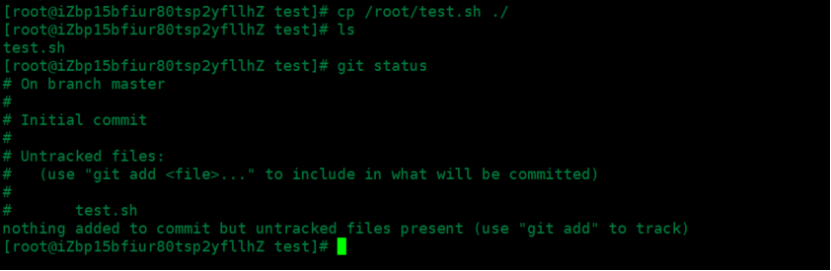 [root@iZbp15bfiur80tsp2yfllhZ test]# cp /root/test.sh ./
[root@iZbp15bfiur80tsp2yfllhZ test]# ls
test.sh
[root@iZbp15bfiur80tsp2yfllhZ test]# git status
# On branch master
#
# Initial commit
#
# Untracked files:
#   (use "git add <file>..." to include in what will be committed)
#
#       test.sh
nothing added to commit but untracked files present (use "git add" to track)
[root@iZbp15bfiur80tsp2yfllhZ test]#